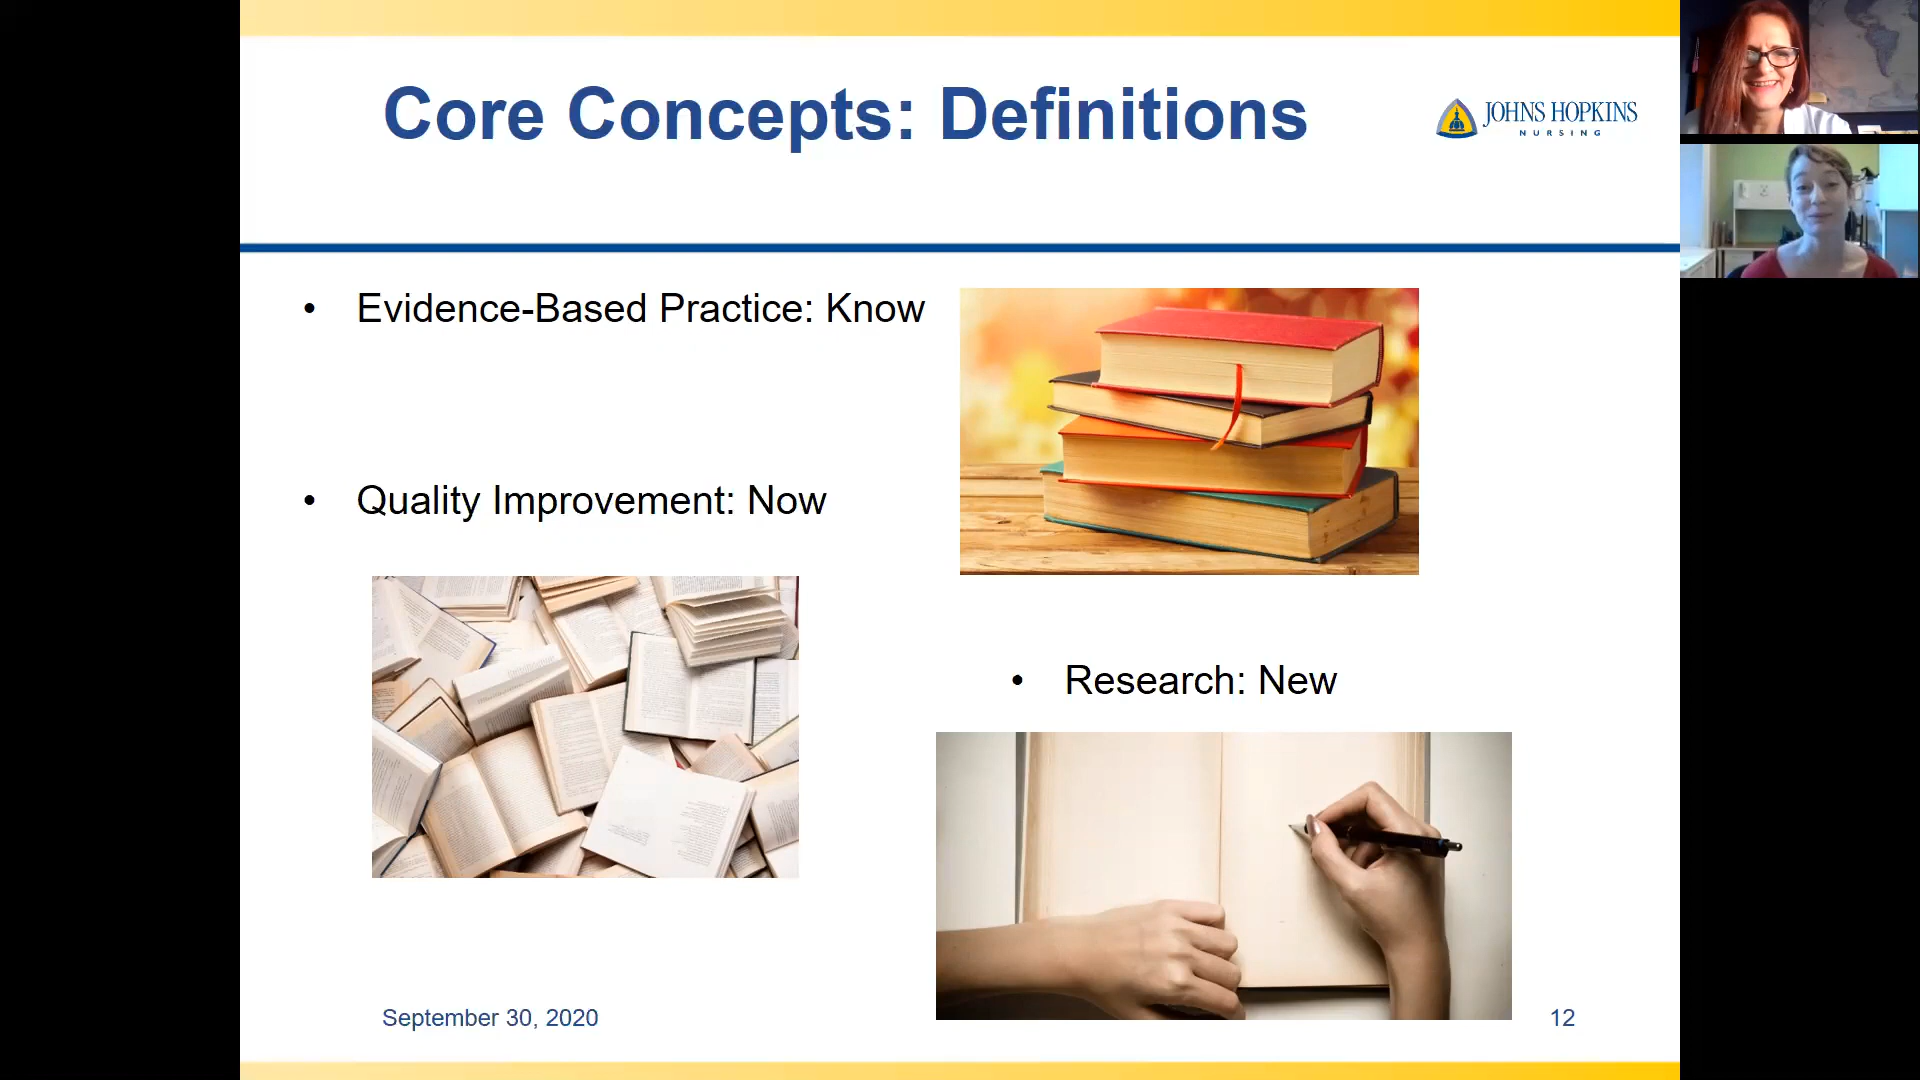 Core Concepts: Definitions
JOHNS HOPKINS
NURSING
• Evidence-Based Practice: Know
• Quality Improvement: Now
• Research: New
September 30, 2020
12